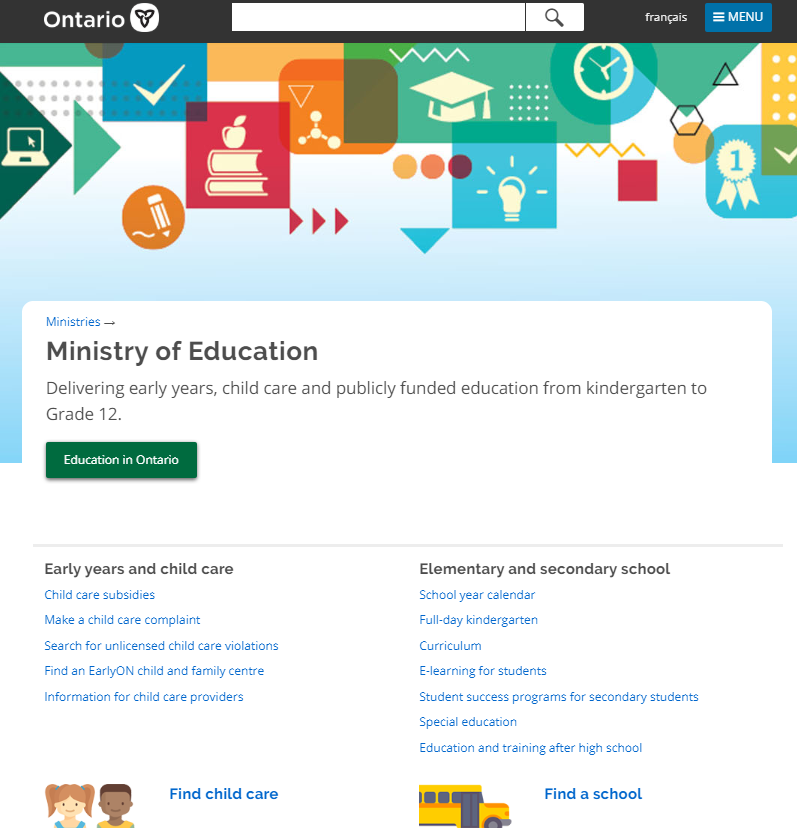 Ontario
français
MENU
1
Ministries →
Ministry of Education
Delivering early years, child care and publicly funded education from kindergarten to
Grade 12.
Education in Ontario
Early years and child care
Child care subsidies
Make a child care complaint
Search for unlicensed child care violations
Find an EarlyON child and family centre
Information for child care providers
Elementary and secondary school
School year calendar
Full-day kindergarten
Curriculum
E-learning for students
Student success programs for secondary students
Special education
Education and training after high school
Find child care
Find a school